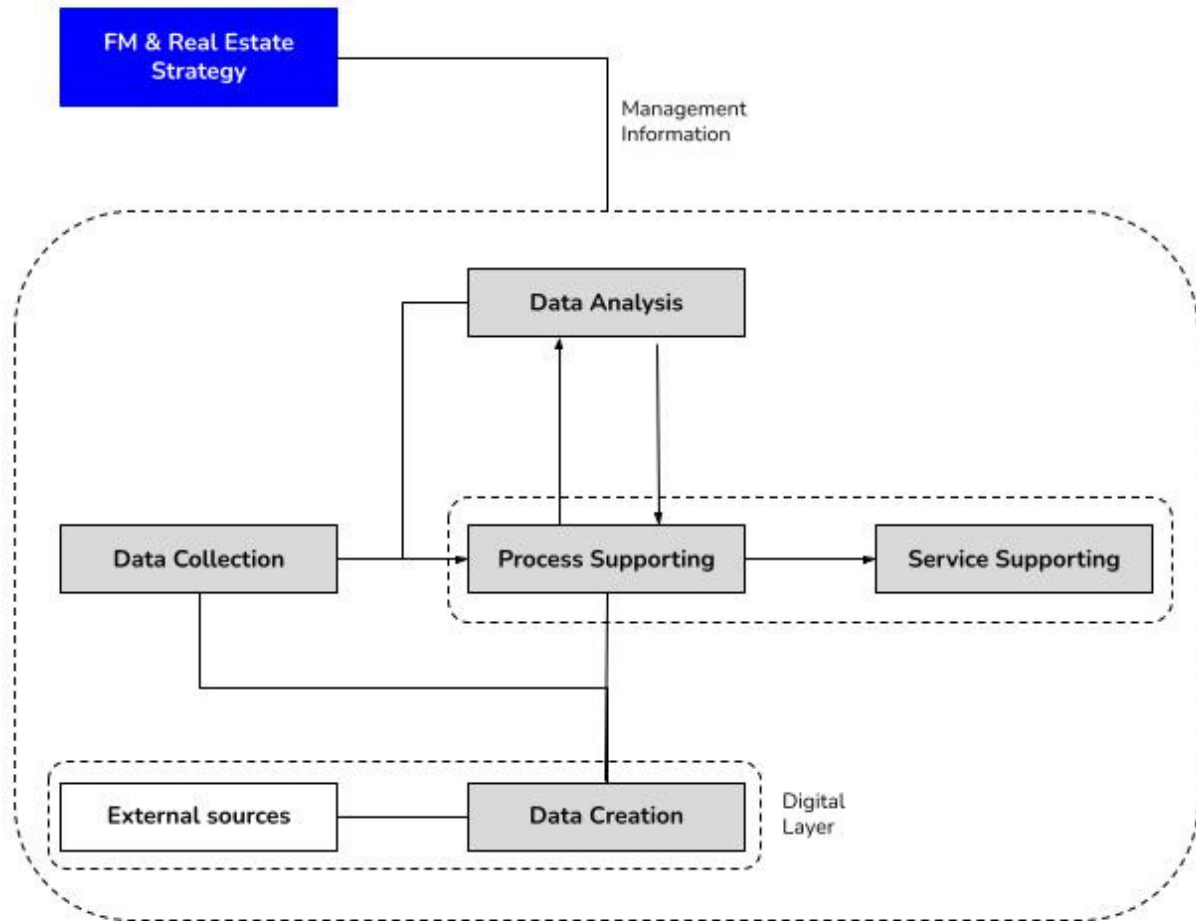 FM & Real Estate
Strategy
Management
Information
Data Analysis
Data Collection
Process Supporting
Service Supporting
External sources
Data Creation
Digital
Layer